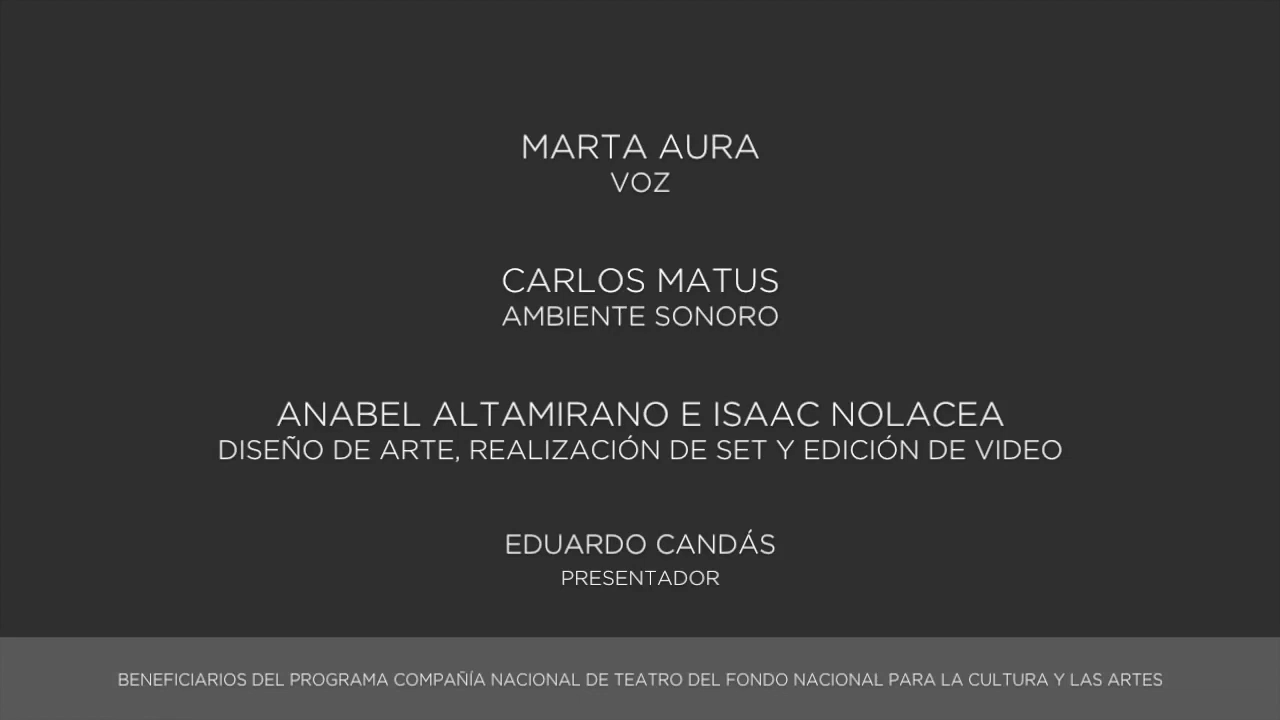 MARTA AURA
VOZ
CARLOS MATUS
AMBIENTE SONORO
ANABEL ALTAMIRANO E ISAAC NOLACEA
DISEÑO DE ARTE, REALIZACIÓN DE SET Y EDICIÓN DE VIDEO
EDUARDO CANDÁS
PRESENTADOR
BENEFICIARIOS DEL PROGRAMA COMPAÑÍA NACIONAL DE TEATRO DEL FONDO NACIONAL PARA LA CULTURA Y LAS ARTES